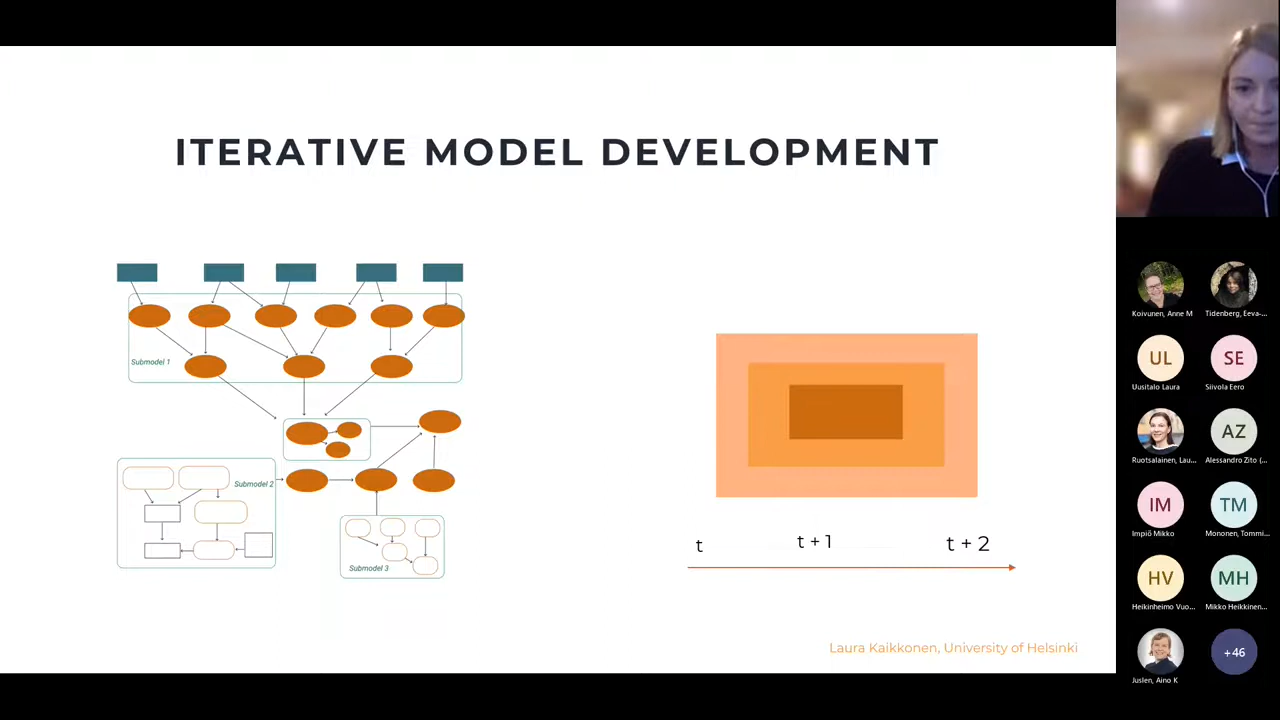 ITERATIVE MODEL DEVELOPMENT
Submodel 1
Submodel 2
Submodel 3
t
t + 1
t + 2
Laura Kaikkonen, University of Helsinki
Koivunen, Anne M
Tidenberg, Eeva-...
UL
SE
Uusitalo Laura
Siivola Eero
AZ
Ruotsalainen, Lau...
Alessandro Zito (...
IM
TM
Impiö Mikko
Mononen, Tommi...
HV
MH
Heikinheimo Vuo...
Mikko Heikkinen...
+46
Juslen, Aino K